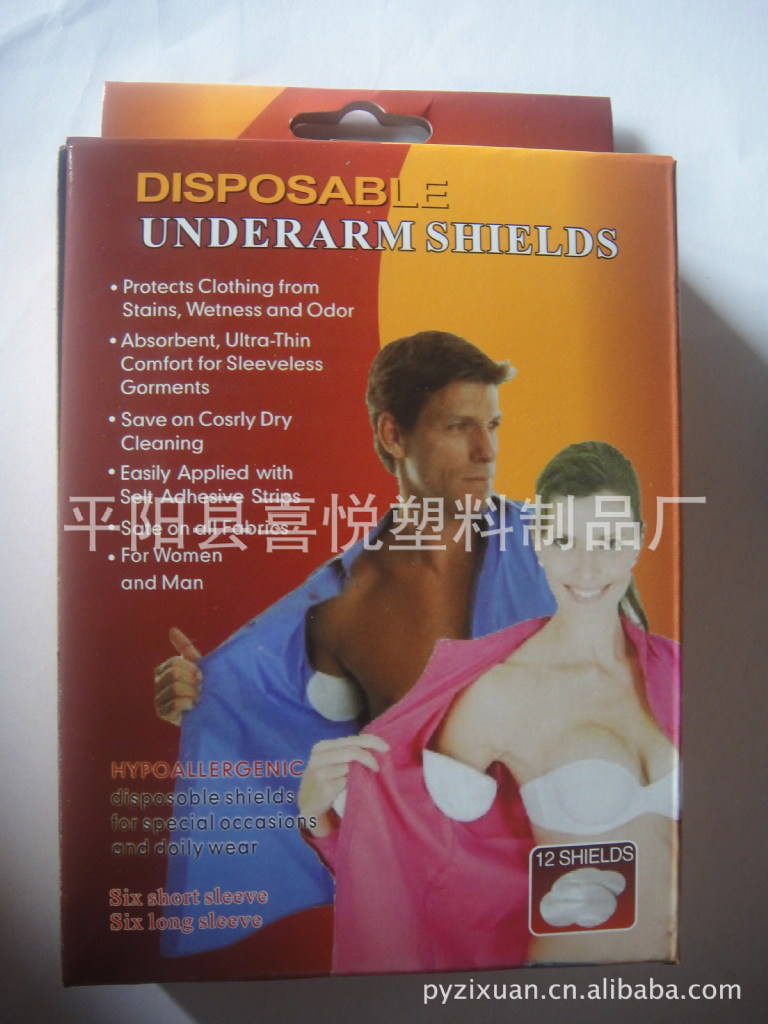 DISPOSABLE
UNDERARM SHIELDS
• Protects Clothing from
Stains, Wetness and Odor
• Absorbent, Ultra-Thin
Comfort for Sleeveless
Gorments
• Save on Cosrly Dry
Cleaning
• Easily Applied with
Selt Adhesive Strips
• Sate on all Fabrics
• For Women
and Man
平阳县喜悦塑料制品厂
HYPOALLERGENIC
disposoble shields
for special occasions
and doily wear
Six short sleeve
Six long sleeve
12 SHIELDS
pyzixuan.cn.alibaba.com